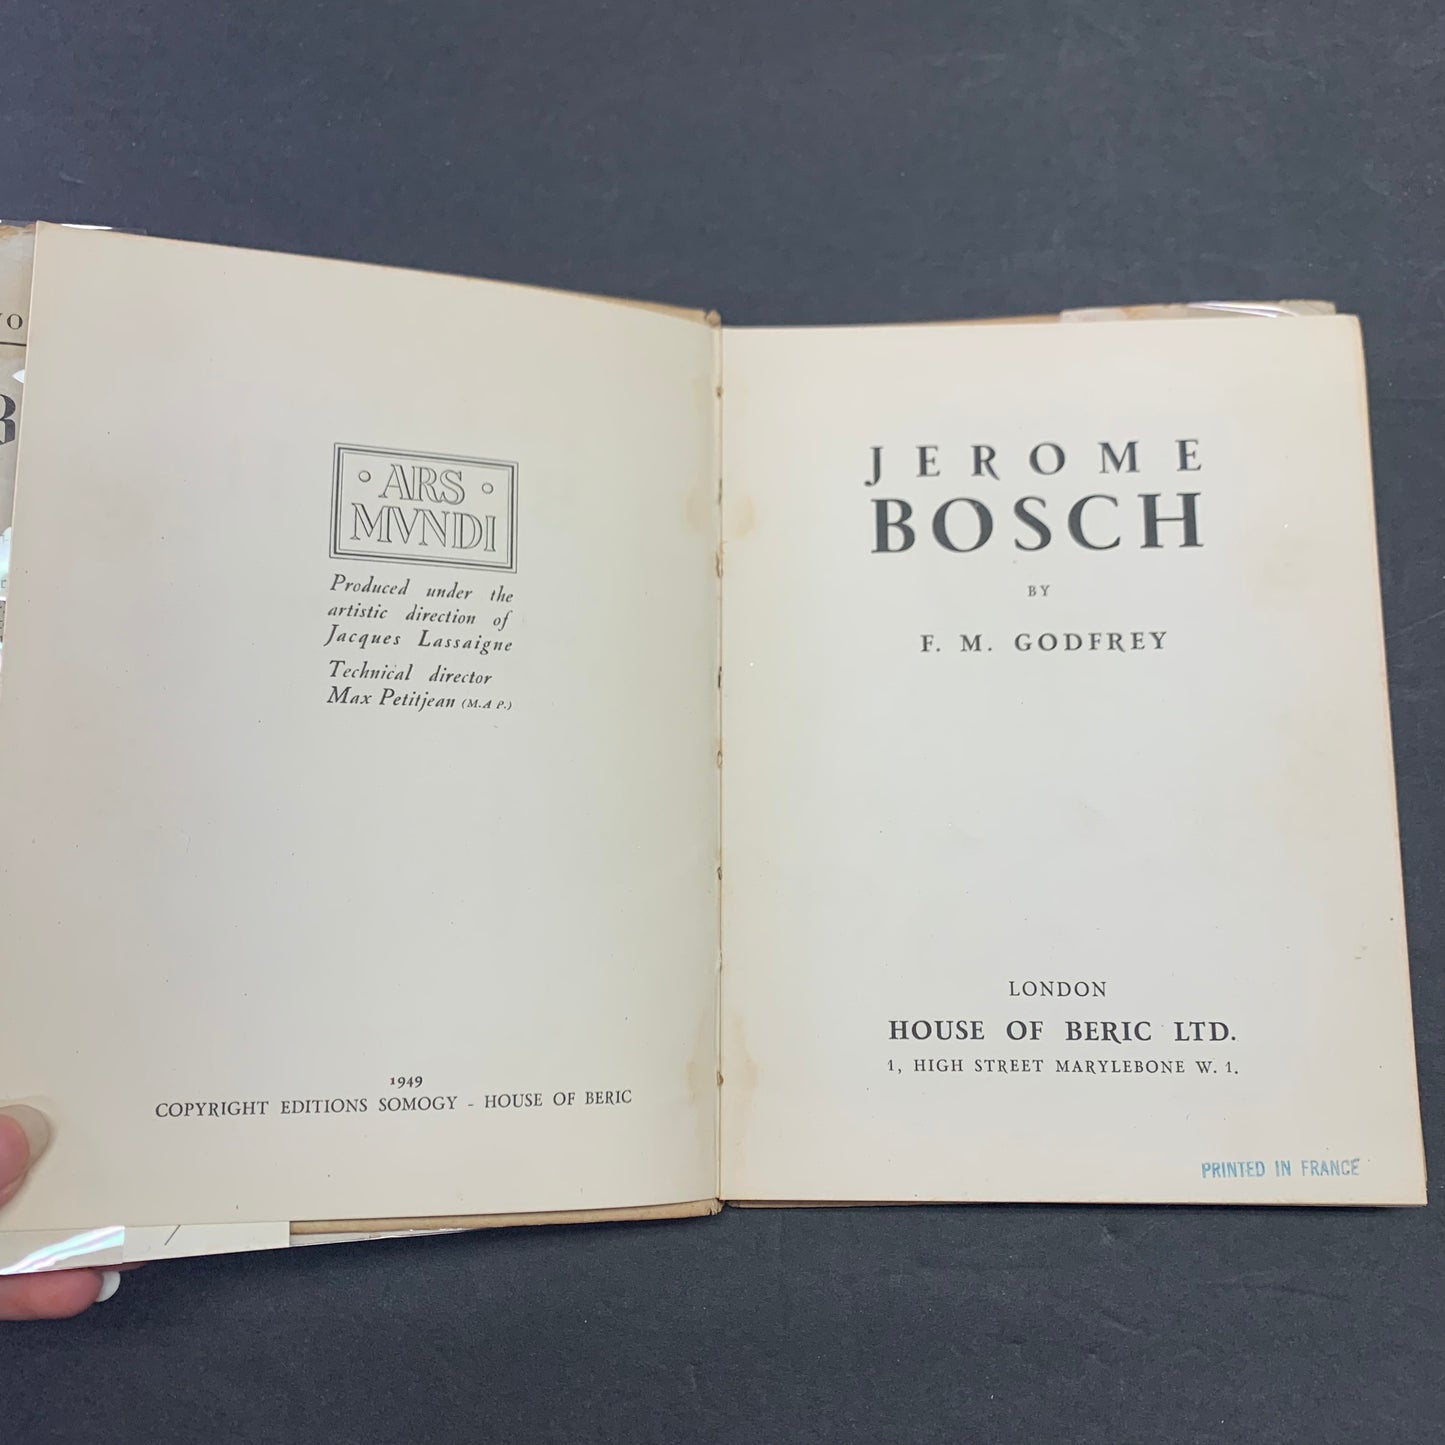 · ARS ·
MVNDI
Produced under the
artistic direction of
Jacques Lassaigne
Technical director
Max Petitjean (M.A P.)
1949
COPYRIGHT EDITIONS SOMOGY - HOUSE OF BERIC
JEROME
BOSCH
BY
F. M. GODFREY
LONDON
HOUSE OF BERIC LTD.
1, HIGH STREET MARYLEBONE W. 1.
PRINTED IN FRANCE